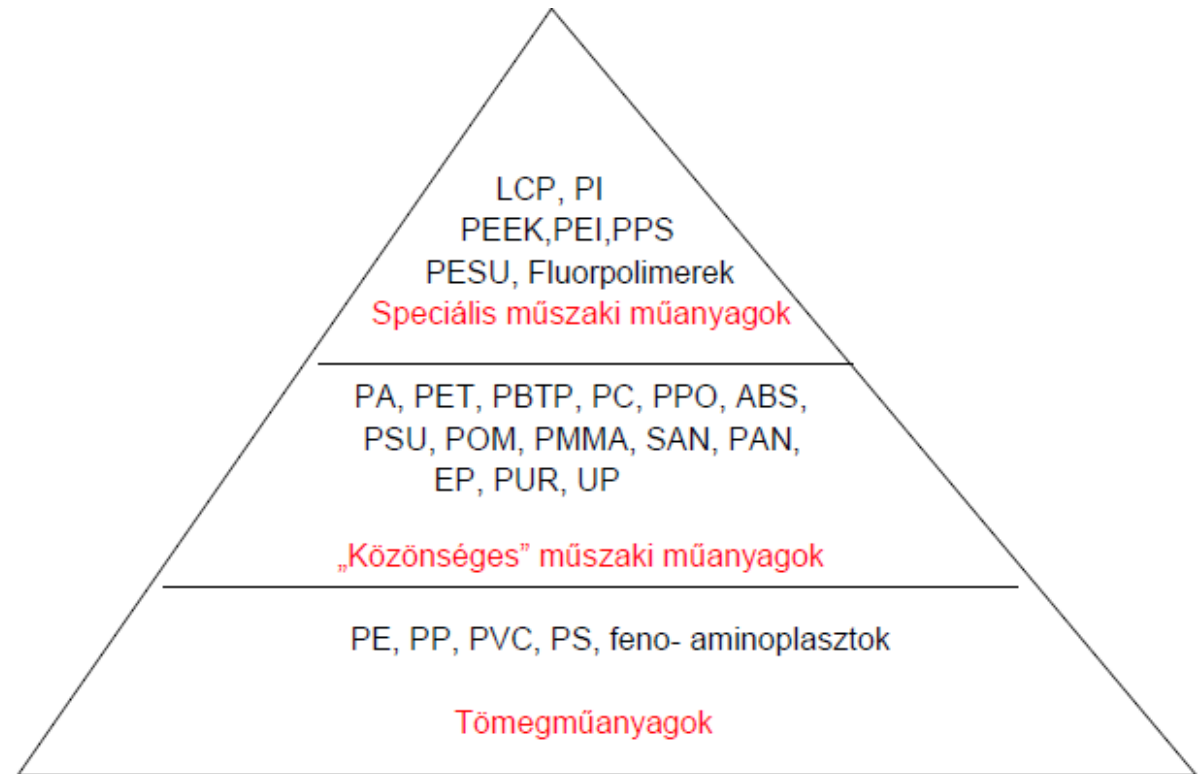 LCP, PI
PEEK,PEI,PPS
PESU, Fluorpolimerek
Speciális műszaki műanyagok
PA, PET, PBTP, PC, PPO, ABS,
PSU, POM, PMMA, SAN, PAN,
EP, PUR, UP
„Közönséges” műszaki műanyagok
PE, PP, PVC, PS, feno- aminoplasztok
Tömegműanyagok